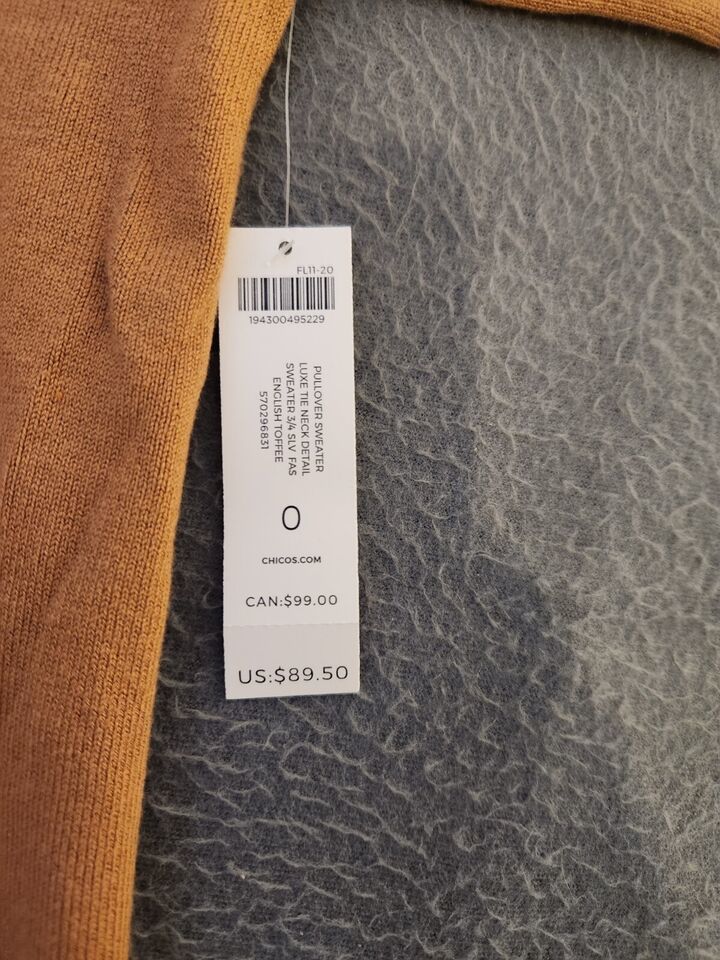 FL11-20
194300495229
PULLOVER SWEATER
LUXE TIE NECK DETAIL
SWEATER 3/4 SLV FAS
ENGLISH TOFFEE
570296831
0
CHICOS.COM
CAN:$99.00
US:$89.50